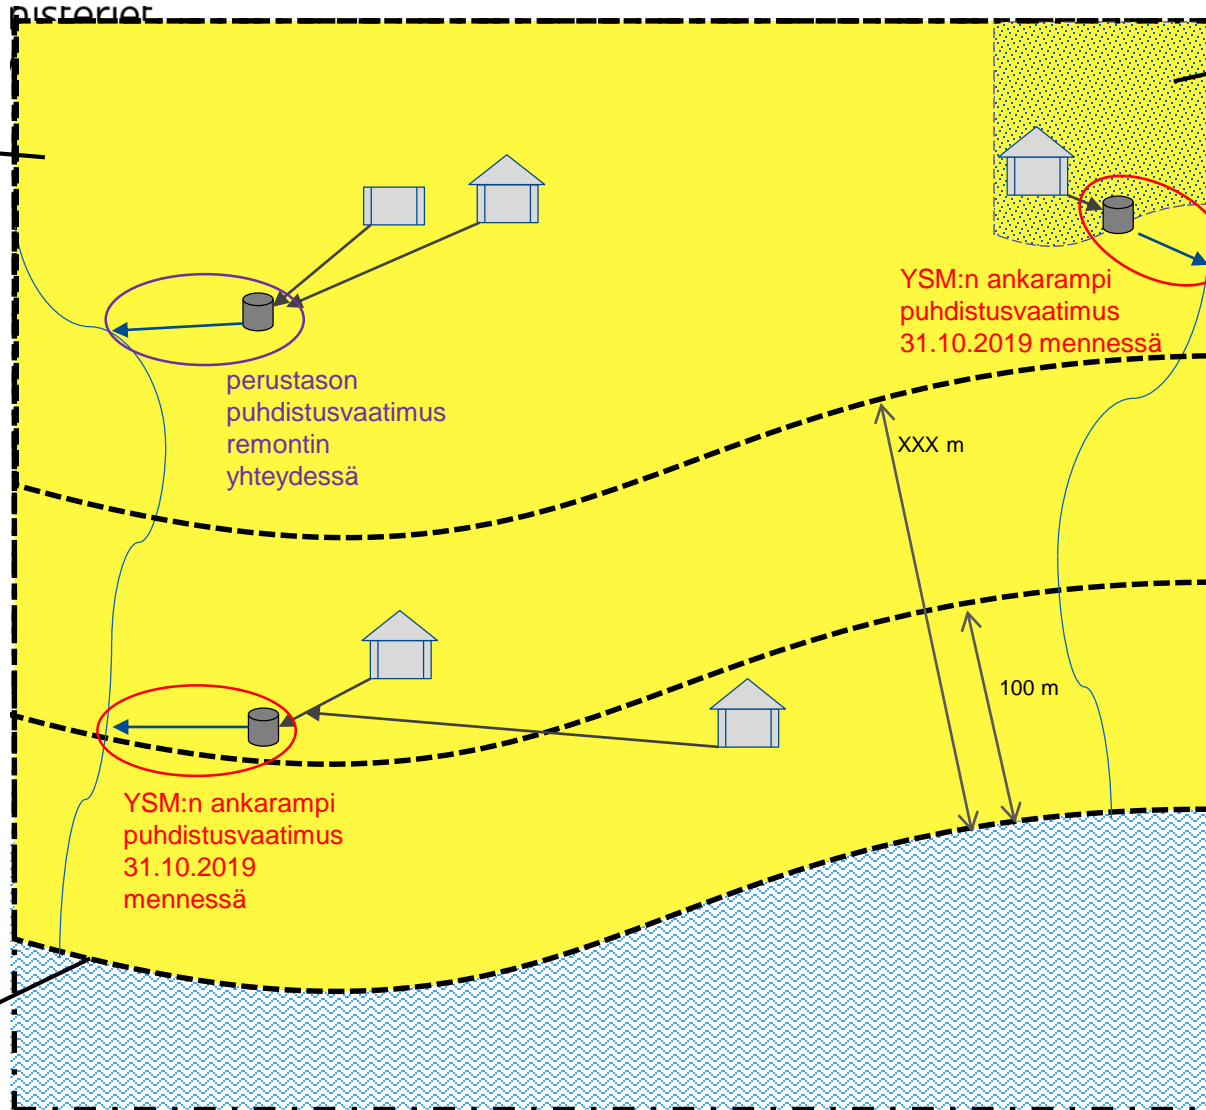 YSM:n ankarampi
puhdistusvaatimus
31.10.2019 mennessä
perustason
puhdistusvaatimus
remontin
yhteydessä
XXX m
100 m
YSM:n ankarampi
puhdistusvaatimus
31.10.2019
mennessä